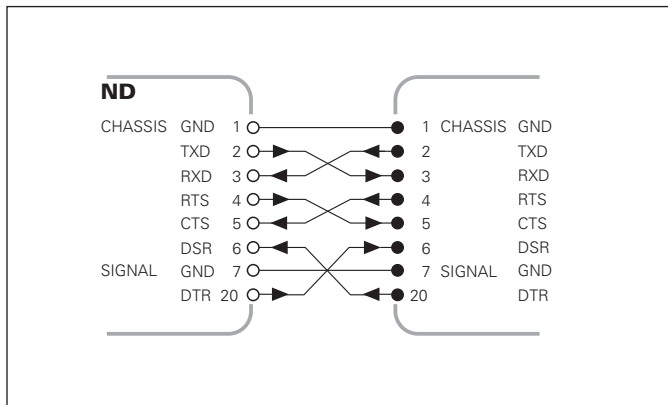 ND
CHASSIS GND 1 1 CHASSIS GND
TXD 2 2 TXD
RXD 3 3 RXD
RTS 4 4 RTS
CTS 5 5 CTS
DSR 6 6 DSR
SIGNAL GND 7 7 SIGNAL GND
DTR 20 20 DTR